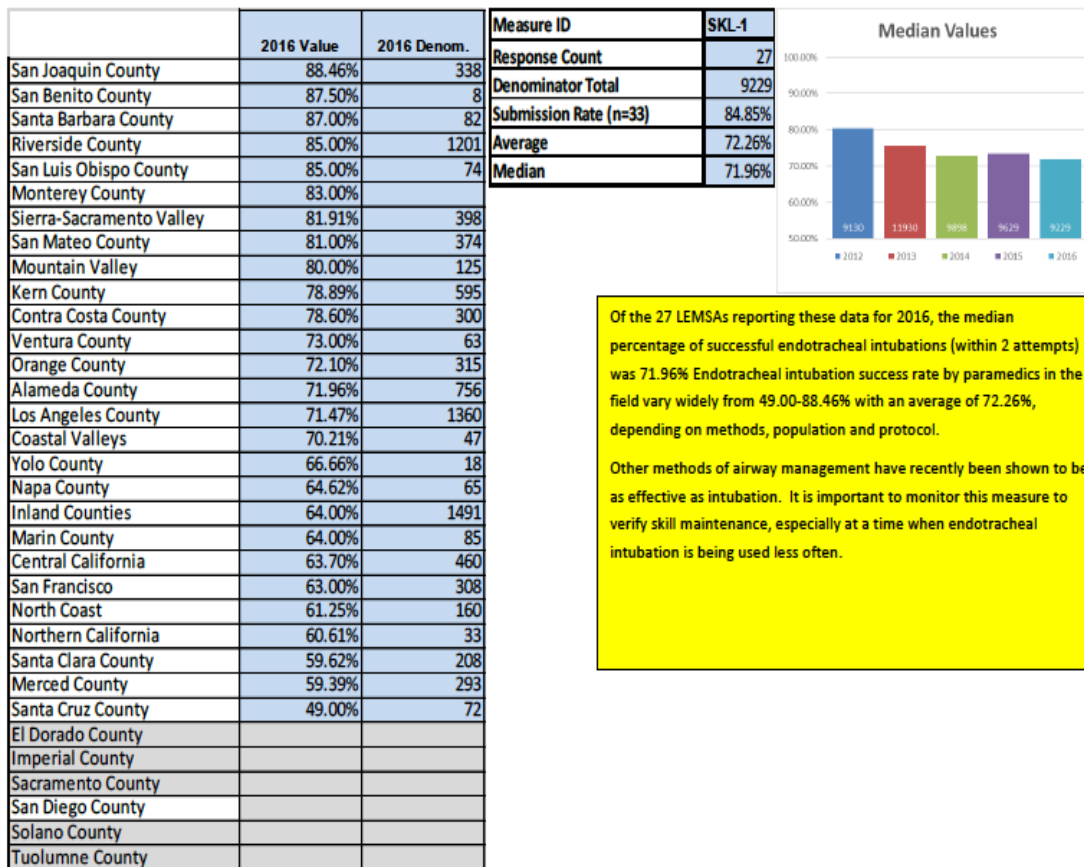 2016 Value 2016 Denom.
San Joaquin County 88.46% 338
San Benito County 87.50% 8
Santa Barbara County 87.00% 82
Riverside County 85.00% 1201
San Luis Obispo County 85.00% 74
Monterey County 83.00%
Sierra-Sacramento Valley 81.91% 398
San Mateo County 81.00% 374
Mountain Valley 80.00% 125
Kern County 78.89% 595
Contra Costa County 78.60% 300
Ventura County 73.00% 63
Orange County 72.10% 315
Alameda County 71.96% 756
Los Angeles County 71.47% 1360
Coastal Valleys 70.21% 47
Yolo County 66.66% 18
Napa County 64.62% 65
Inland Counties 64.00% 1491
Marin County 64.00% 85
Central California 63.70% 460
San Francisco 63.00% 308
North Coast 61.25% 160
Northern California 60.61% 33
Santa Clara County 59.62% 208
Merced County 59.39% 293
Santa Cruz County 49.00% 72
El Dorado County
Imperial County
Sacramento County
San Diego County
Solano County
Tuolumne County
Measure ID SKL-1
Response Count 27
Denominator Total 9229
Submission Rate (n=33) 84.85%
Average 72.26%
Median 71.96%
Median Values
100.00%
90.00%
80.00%
70.00%
60.00%
50.00%
9130 11930 9898 9629 9229
2012 2013 2014 2015 2016
Of the 27 LEMSAs reporting these data for 2016, the median
percentage of successful endotracheal intubations (within 2 attempts)
was 71.96% Endotracheal intubation success rate by paramedics in the
field vary widely from 49.00-88.46% with an average of 72.26%,
depending on methods, population and protocol.
Other methods of airway management have recently been shown to be
as effective as intubation. It is important to monitor this measure to
verify skill maintenance, especially at a time when endotracheal
intubation is being used less often.